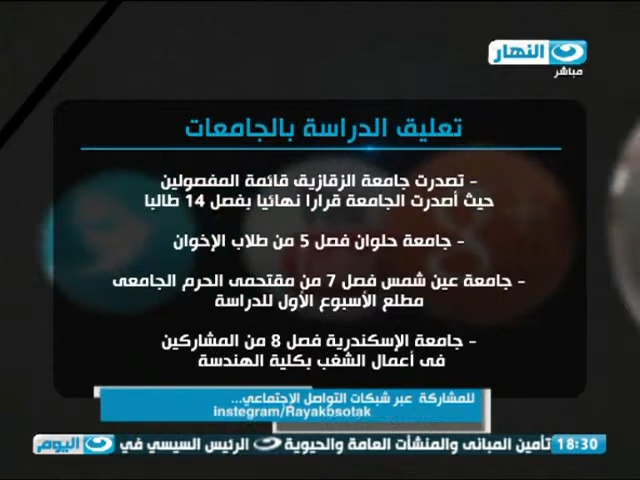 النهار
مباشر
تعليق الدراسة بالجامعات
- تصدرت جامعة الزقازيق قائمة المفصولين
حيث أصدرت الجامعة قرارا نهائيا بفصل 14 طالبا
- جامعة حلوان فصل 5 من طلاب الإخوان
- جامعة عين شمس فصل 7 من مقتحمى الحرم الجامعى
مطلع الأسبوع الأول للدراسة
- جامعة الإسكندرية فصل 8 من المشاركين
فى أعمال الشغب بكلية الهندسة
للمشاركة عبر شبكات التواصل الإجتماعي...
instegram/Rayakbsotak
18:30 تأمين المبانى والمنشآت العامة والحيوية الرئيس السيسي في اليوم